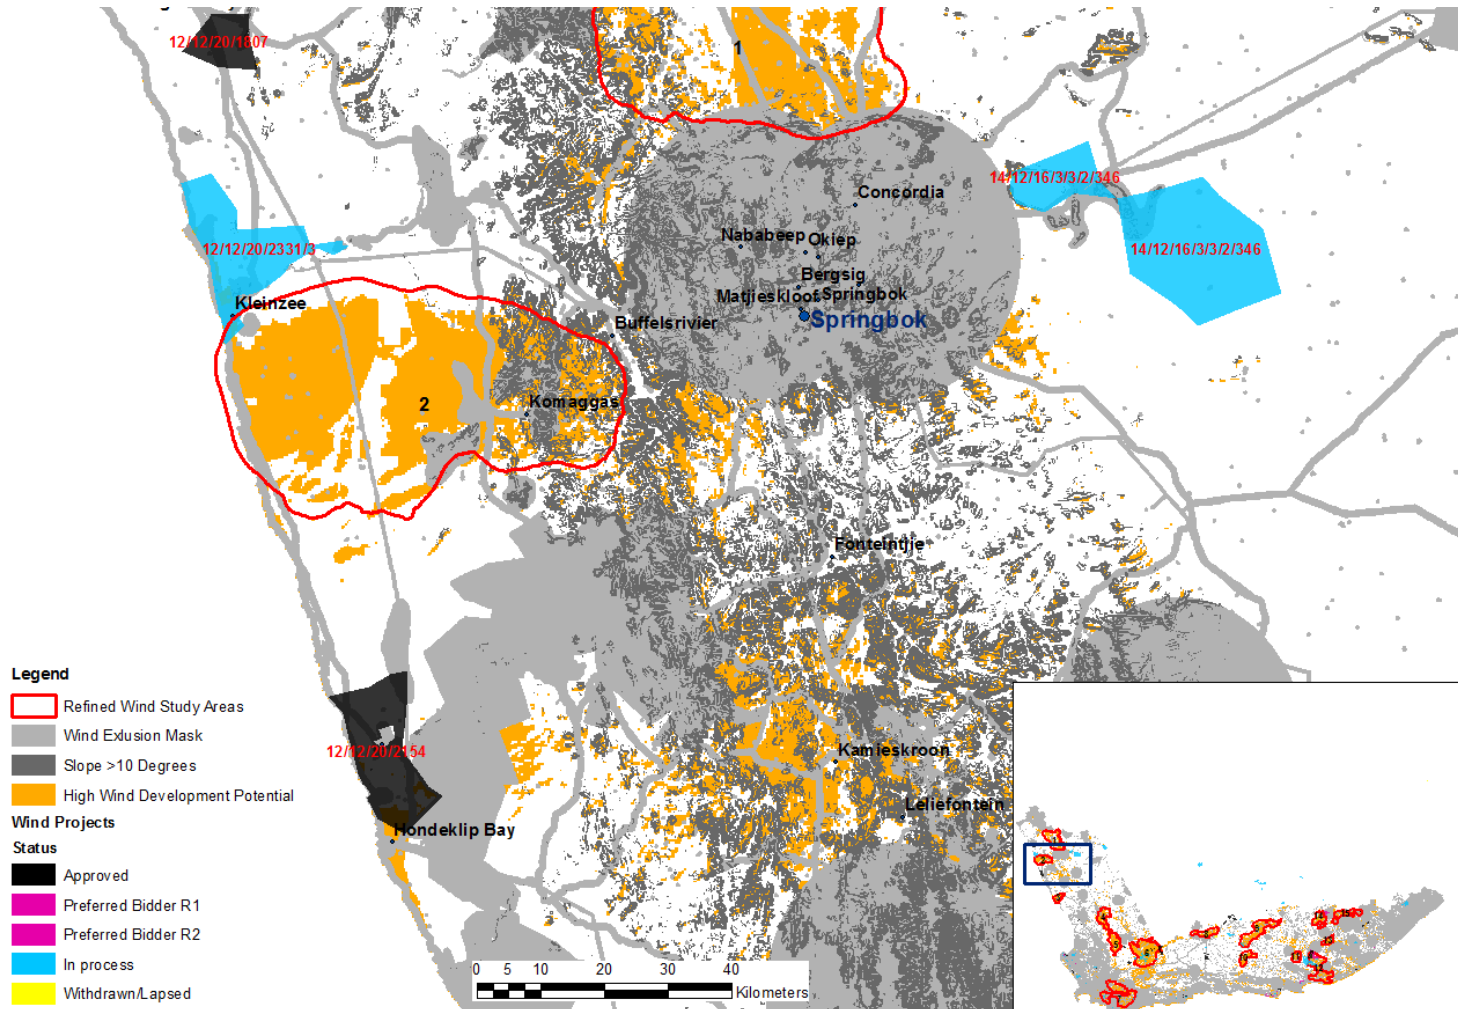 12/12/20/1807
1
14/12/16/3/3/2/346
Concordia
Nababeep
Okiep
12/12/20/2331/3
14/12/16/3/3/2/346
Bergsig
Matjieskloof
Springbok
Kleinzee
Springbok
Buffelsrivier
2
Komaggas
Fonteintjie
12/12/20/2154
Kamieskroon
Leliefontein
Hondeklip Bay
Legend
Refined Wind Study Areas
Wind Exlusion Mask
Slope >10 Degrees
High Wind Development Potential
Wind Projects
Status
Approved
Preferred Bidder R1
Preferred Bidder R2
In process
Withdrawn/Lapsed
0 5 10 20 30 40
Kilometers